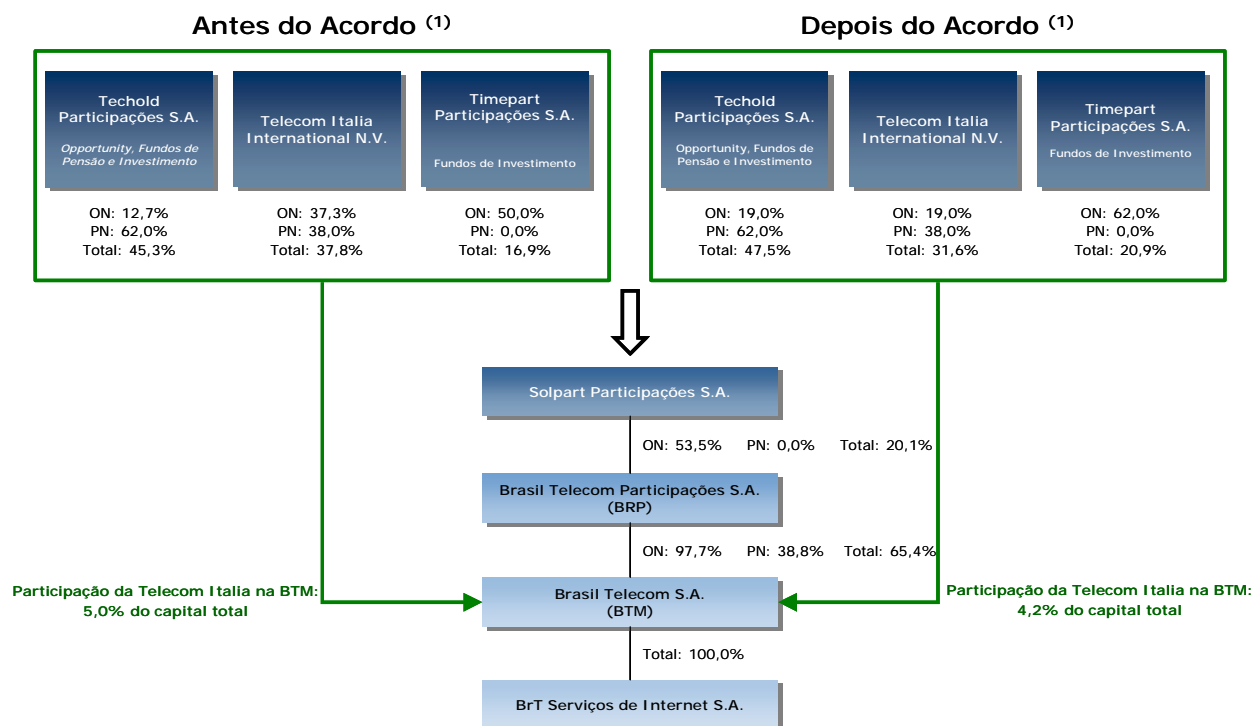 Antes do Acordo (1)
Techold
Participações S.A.
Opportunity, Fundos de
Pensão e Investimento
Telecom Italia
International N.V.
Timepart
Participações S.A.
Fundos de Investimento
ON: 12,7%
PN: 62,0%
Total: 45,3%
ON: 37,3%
PN: 38,0%
Total: 37,8%
ON: 50,0%
PN: 0,0%
Total: 16,9%
Depois do Acordo (1)
Techold
Participações S.A.
Opportunity, Fundos de
Pensão e Investimento
Telecom Italia
International N.V.
Timepart
Participações S.A.
Fundos de Investimento
ON: 19,0%
PN: 62,0%
Total: 47,5%
ON: 19,0%
PN: 38,0%
Total: 31,6%
ON: 62,0%
PN: 0,0%
Total: 20,9%
Solpart Participações S.A.
ON: 53,5% PN: 0,0% Total: 20,1%
Brasil Telecom Participações S.A.
(BRP)
ON: 97,7% PN: 38,8% Total: 65,4%
Participação da Telecom Italia na BTM:
5,0% do capital total
Brasil Telecom S.A.
(BTM)
Participação da Telecom Italia na BTM:
4,2% do capital total
Total: 100,0%
BrT Serviços de Internet S.A.